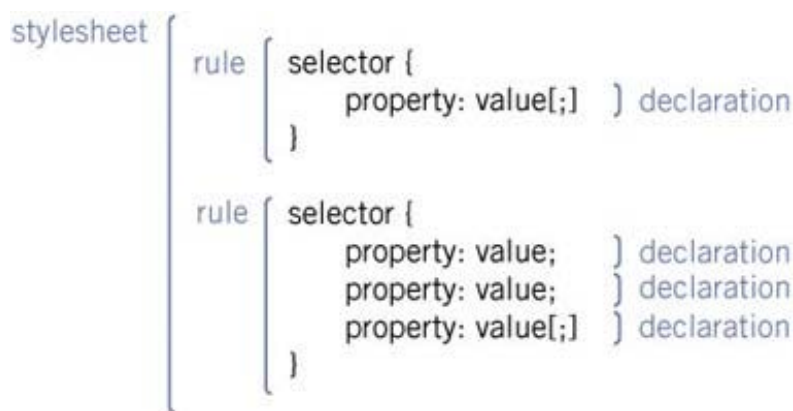 stylesheet
rule selector {
property: value[;] declaration
}
rule selector {
property: value; declaration
property: value; declaration
property: value[;] declaration
}